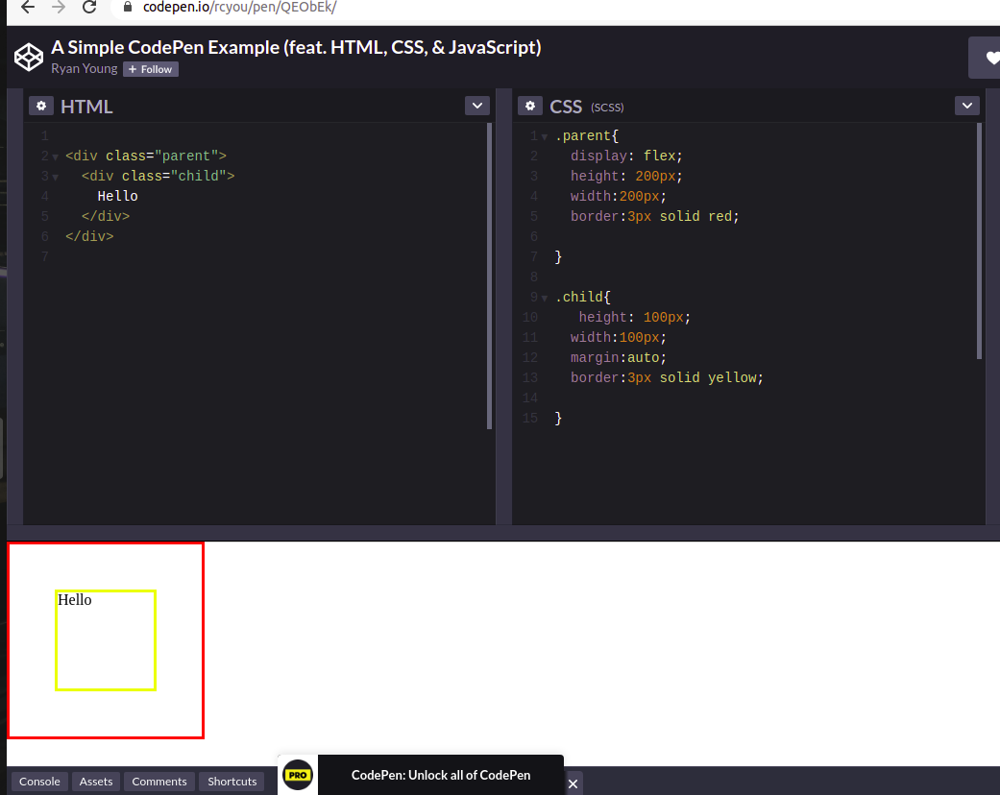 codepen.io/rcyou/pen/QEObEk/
A Simple CodePen Example (feat. HTML, CSS, & JavaScript)
Ryan Young + Follow
HTML
1
2 <div class="parent">
3 <div class="child">
4 Hello
5 </div>
6 </div>
7
CSS (SCSS)
1 .parent{
2 display: flex;
3 height: 200px;
4 width:200px;
5 border:3px solid red;
6
7 }
8
9 .child{
10 height: 100px;
11 width:100px;
12 margin:auto;
13 border:3px solid yellow;
14
15 }
Hello
Console Assets Comments Shortcuts
PRO CodePen: Unlock all of CodePen ×